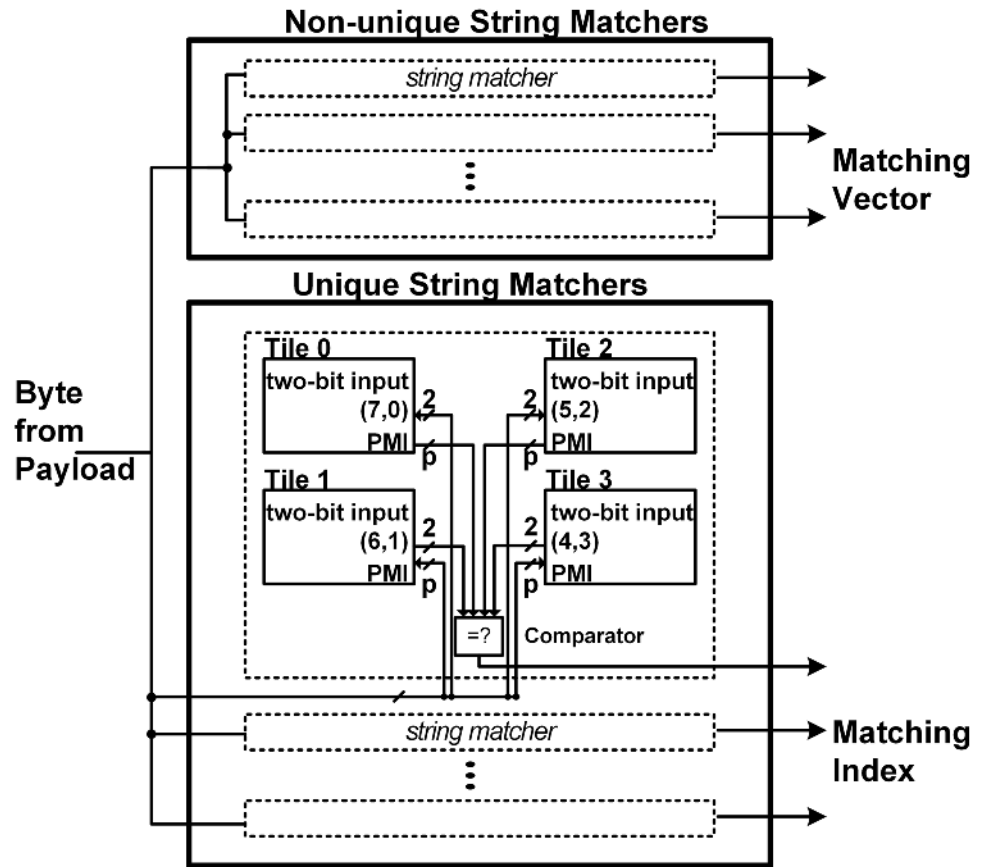 Non-unique String Matchers
string matcher
Matching
Vector
Unique String Matchers
Byte
from
Payload
Tile 0
two-bit input
(7,0)
PMI
2
p
Tile 2
two-bit input
(5,2)
PMI
2
p
Tile 1
two-bit input
(6,1)
PMI
2
p
Tile 3
two-bit input
(4,3)
PMI
2
p
=?
Comparator
string matcher
Matching
Index